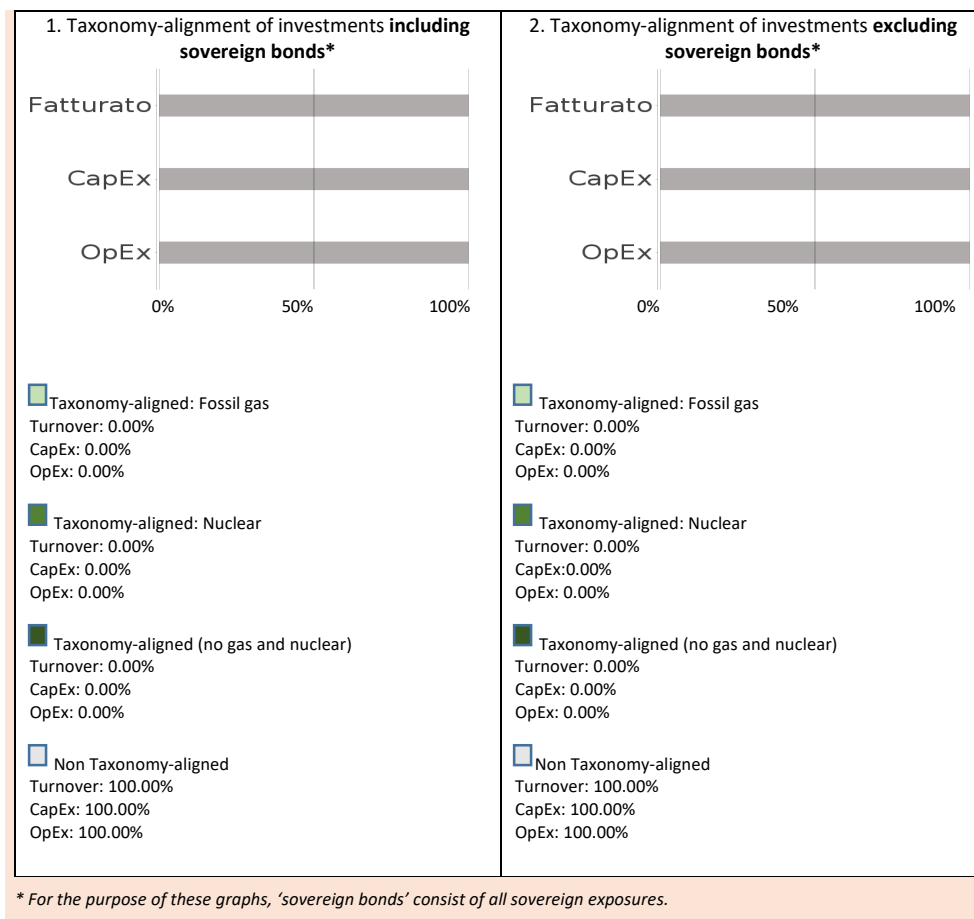 1. Taxonomy-alignment of investments including
sovereign bonds*
Fatturato
CapEx
OpEx
0% 50% 100%
Taxonomy-aligned: Fossil gas
Turnover: 0.00%
CapEx: 0.00%
OpEx: 0.00%
Taxonomy-aligned: Nuclear
Turnover: 0.00%
CapEx: 0.00%
OpEx: 0.00%
Taxonomy-aligned (no gas and nuclear)
Turnover: 0.00%
CapEx: 0.00%
OpEx: 0.00%
Non Taxonomy-aligned
Turnover: 100.00%
CapEx: 100.00%
OpEx: 100.00%
2. Taxonomy-alignment of investments excluding
sovereign bonds*
Fatturato
CapEx
OpEx
0% 50% 100%
Taxonomy-aligned: Fossil gas
Turnover: 0.00%
CapEx: 0.00%
OpEx: 0.00%
Taxonomy-aligned: Nuclear
Turnover: 0.00%
CapEx:0.00%
OpEx: 0.00%
Taxonomy-aligned (no gas and nuclear)
Turnover: 0.00%
CapEx: 0.00%
OpEx: 0.00%
Non Taxonomy-aligned
Turnover: 100.00%
CapEx: 100.00%
OpEx: 100.00%
* For the purpose of these graphs, ‘sovereign bonds’ consist of all sovereign exposures.